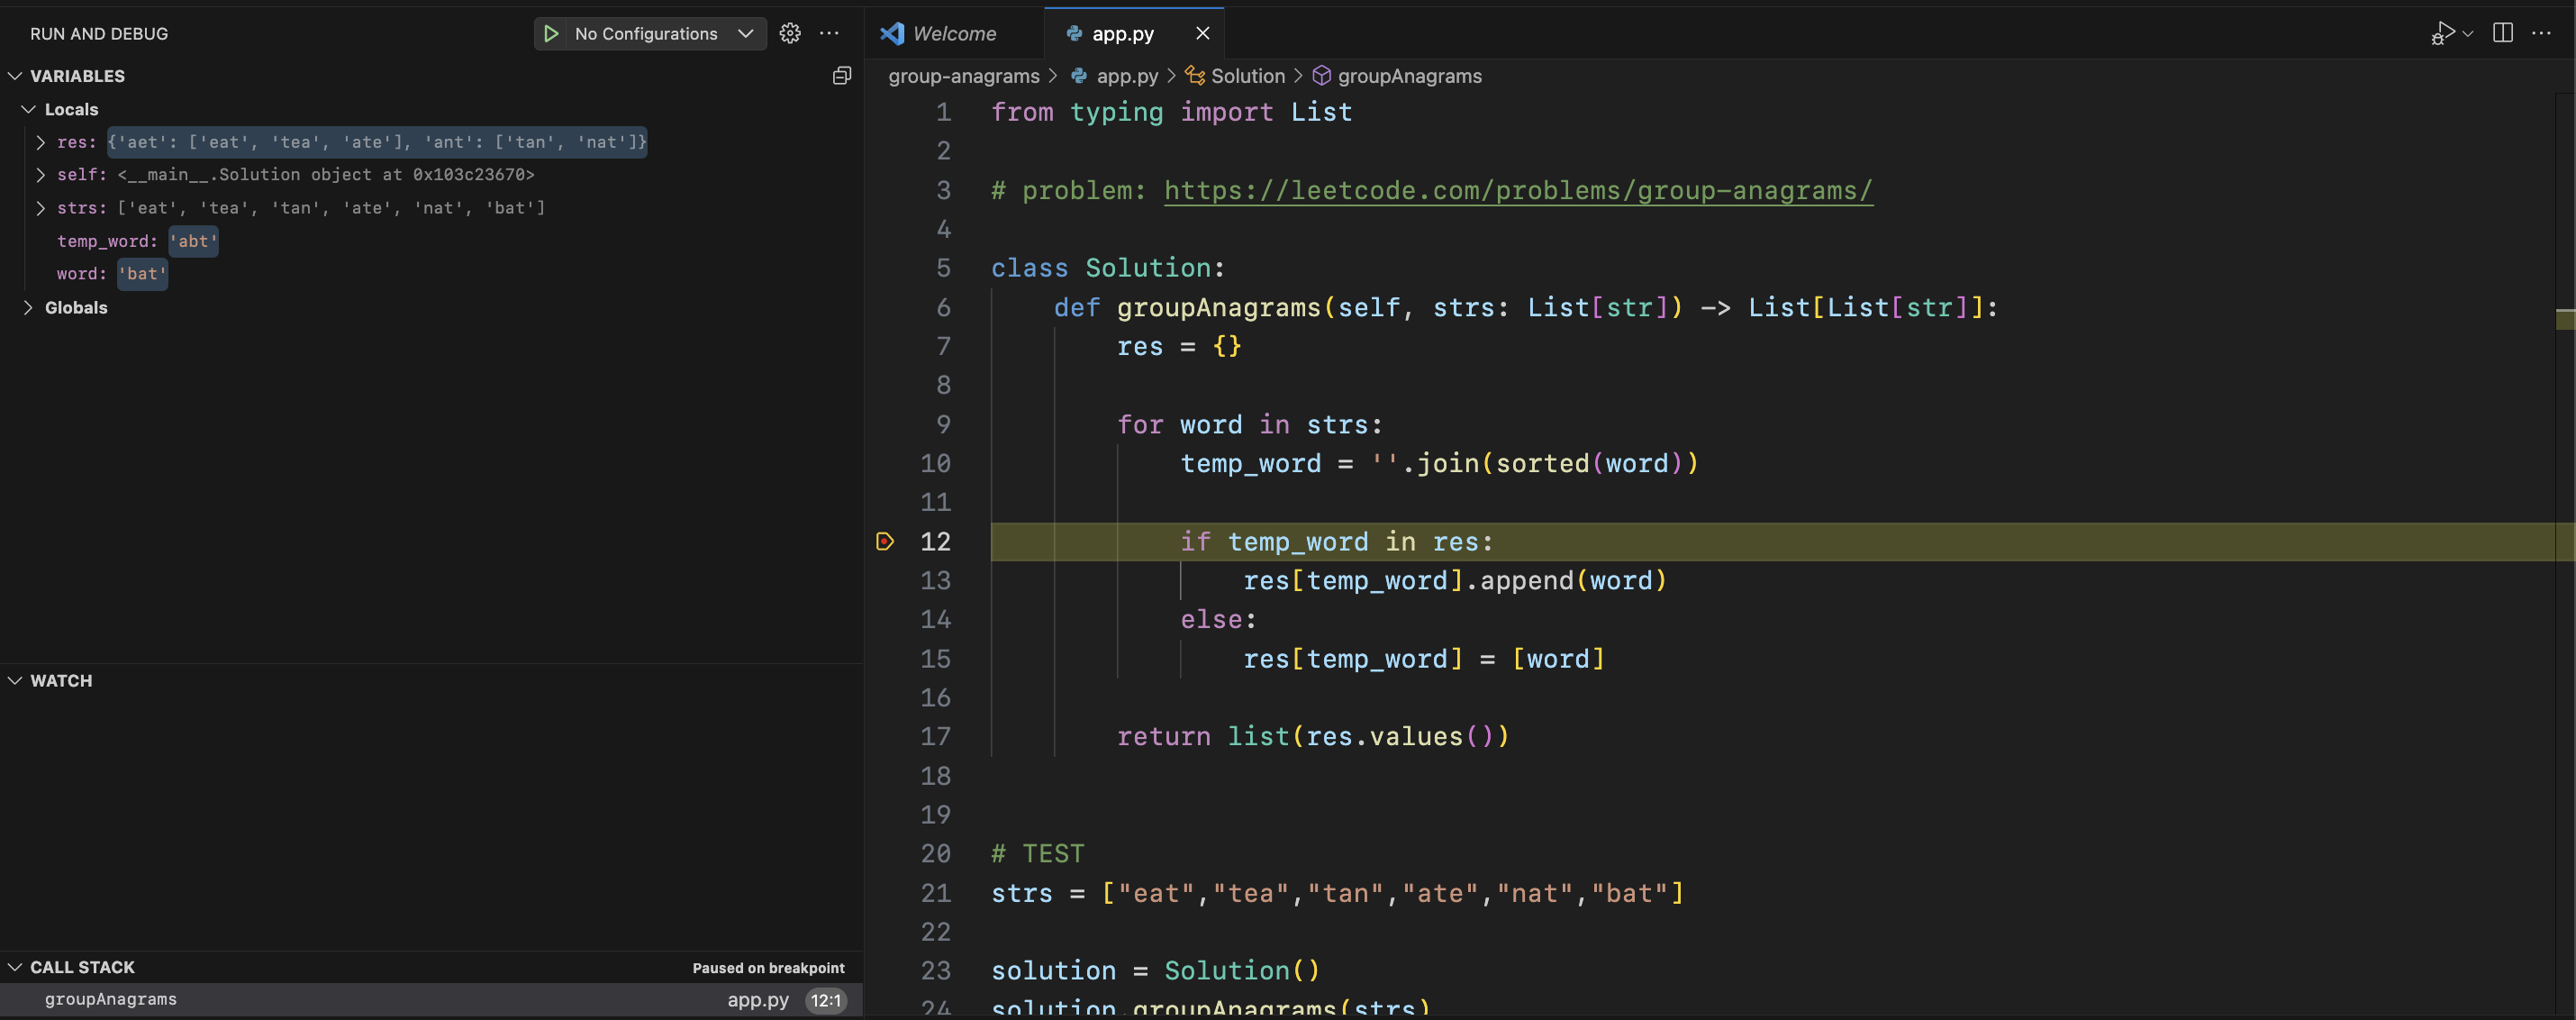 RUN AND DEBUG
No Configurations
VARIABLES
Locals
res: {'aet': ['eat', 'tea', 'ate'], 'ant': ['tan', 'nat']}
self: <__main__.Solution object at 0x103c23670>
strs: ['eat', 'tea', 'tan', 'ate', 'nat', 'bat']
temp_word: 'abt'
word: 'bat'
Globals
WATCH
CALL STACK Paused on breakpoint
groupAnagrams app.py 12:1
Welcome app.py
group-anagrams > app.py > Solution > groupAnagrams
1 from typing import List
2
3 # problem: https://leetcode.com/problems/group-anagrams/
4
5 class Solution:
6 def groupAnagrams(self, strs: List[str]) -> List[List[str]]:
7 res = {}
8
9 for word in strs:
10 temp_word = ''.join(sorted(word))
11
12 if temp_word in res:
13 res[temp_word].append(word)
14 else:
15 res[temp_word] = [word]
16
17 return list(res.values())
18
19
20 # TEST
21 strs = ["eat","tea","tan","ate","nat","bat"]
22
23 solution = Solution()
24 solution.groupAnagrams(strs)